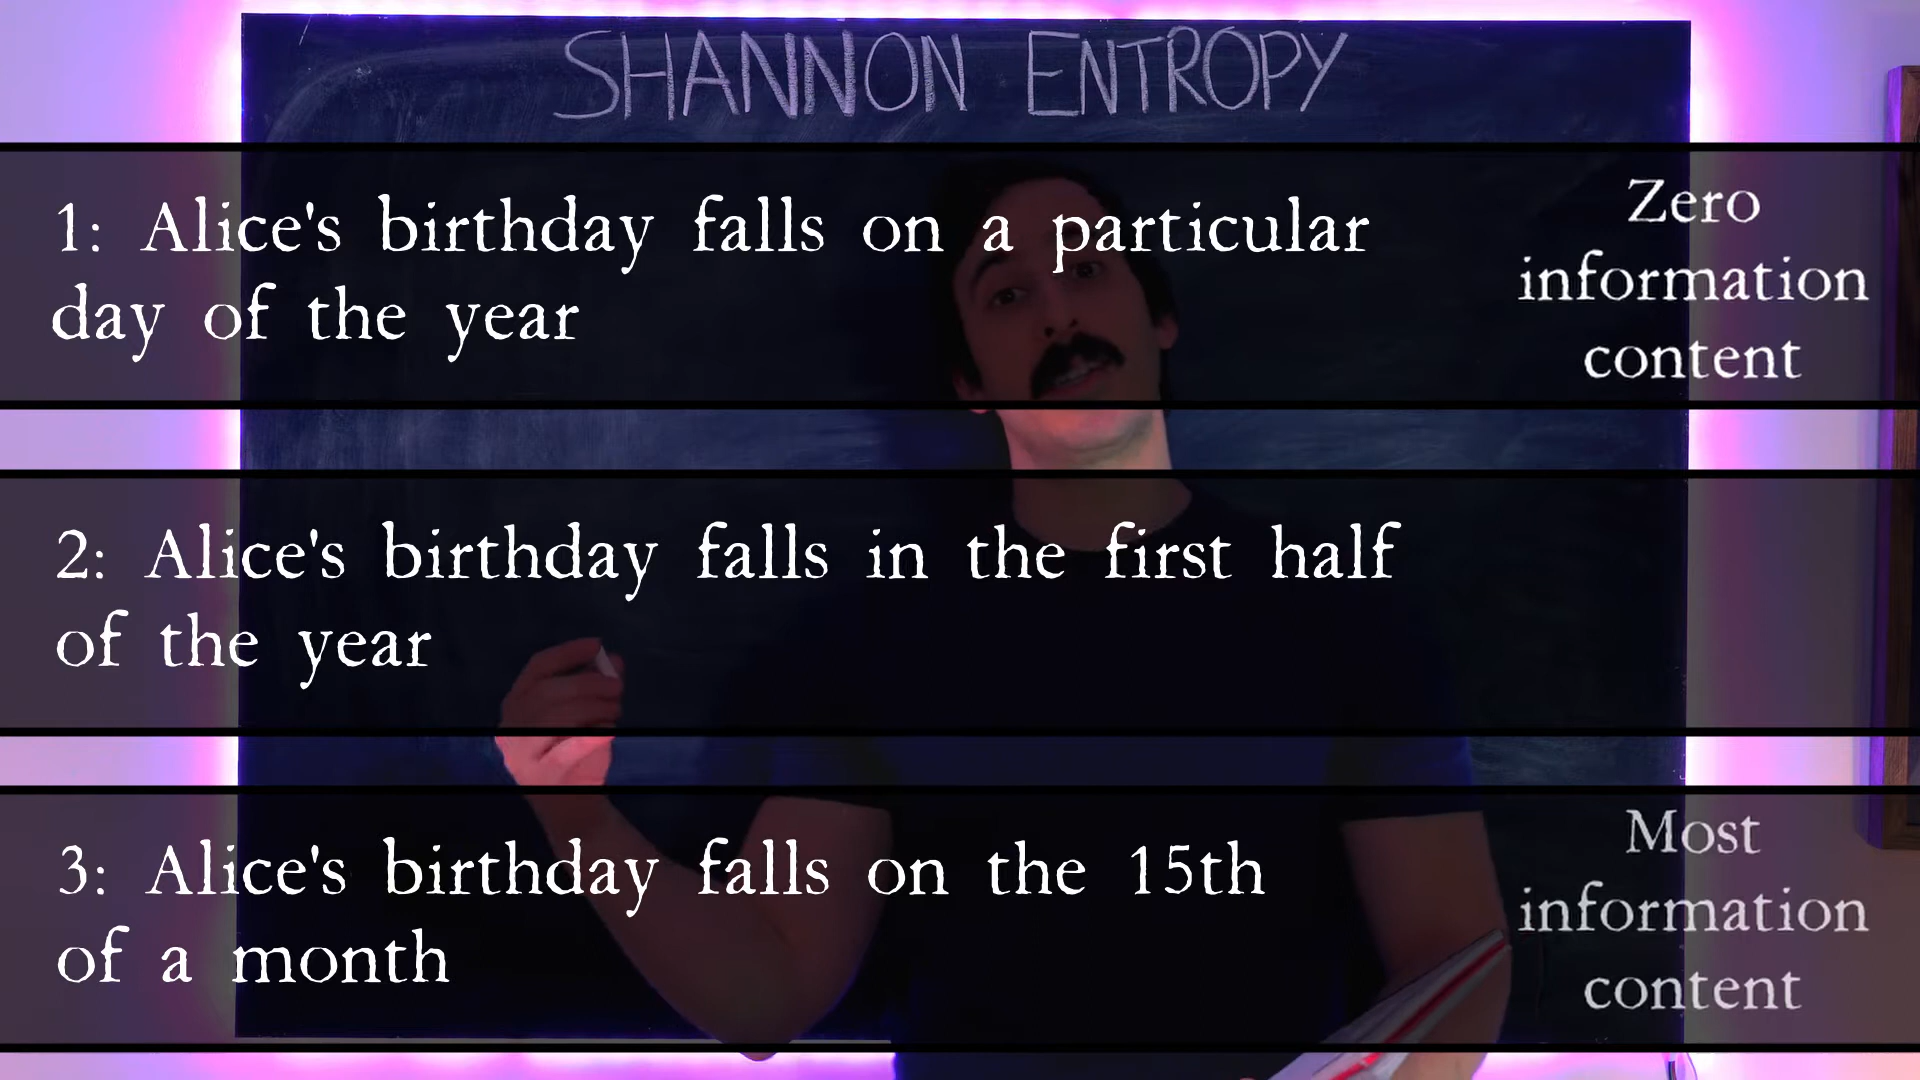 SHANNON ENTROPY
1: Alice's birthday falls on a particular
day of the year
Zero
information
content
2: Alice's birthday falls in the first half
of the year
3: Alice's birthday falls on the 15th
of a month
Most
information
content